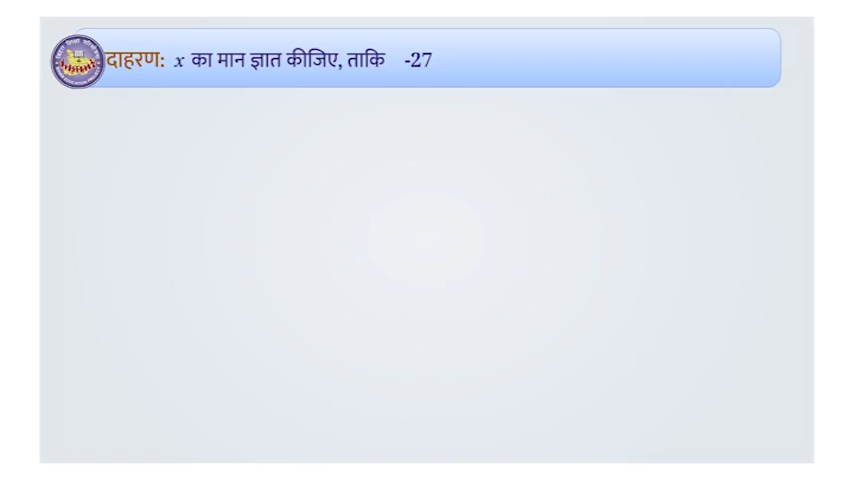 दाहरण: x का मान ज्ञात कीजिए, ताकि -27